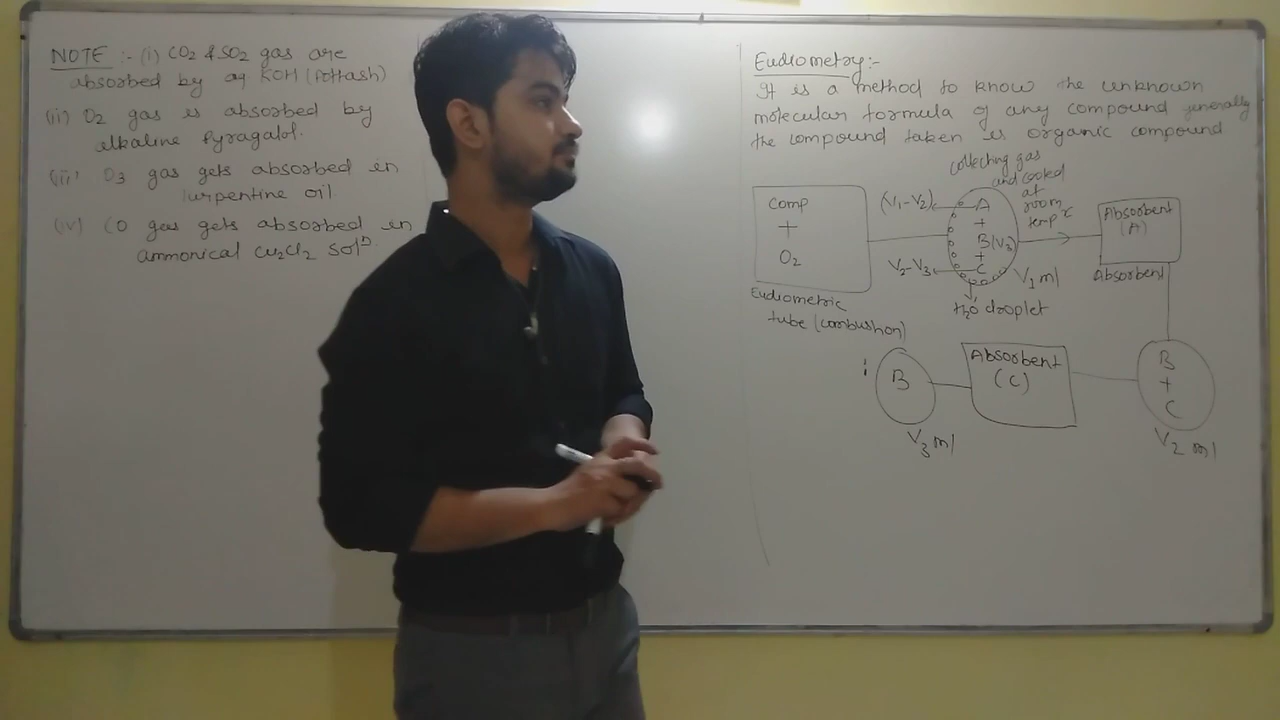 NOTE :- (i) CO2 & SO2 gas are
absorbed by aq KOH (Pottash)
(ii) O2 gas is absorbed by
alkaline Pyragalol.
(iii) O3 gas gets absorbed in
Turpentine oil
(iv) CO gas gets absorbed in
ammonical Cu2Cl2 solⁿ
Eudiometry:-
It is a method to know the unknown
molecular formula of any compound generally
the compound taken is organic compound
collecting gas
and cooled
at
room
temp
Comp
+
O2
Eudiometric
tube (combushon)
(V1-V2)
A
+
B(V3)
+
C
V2-V3
V1 ml
H2O droplet
Absorbent
(A)
Absorbent
B
+
C
V2 ml
Absorbent
(C)
B
V3 ml